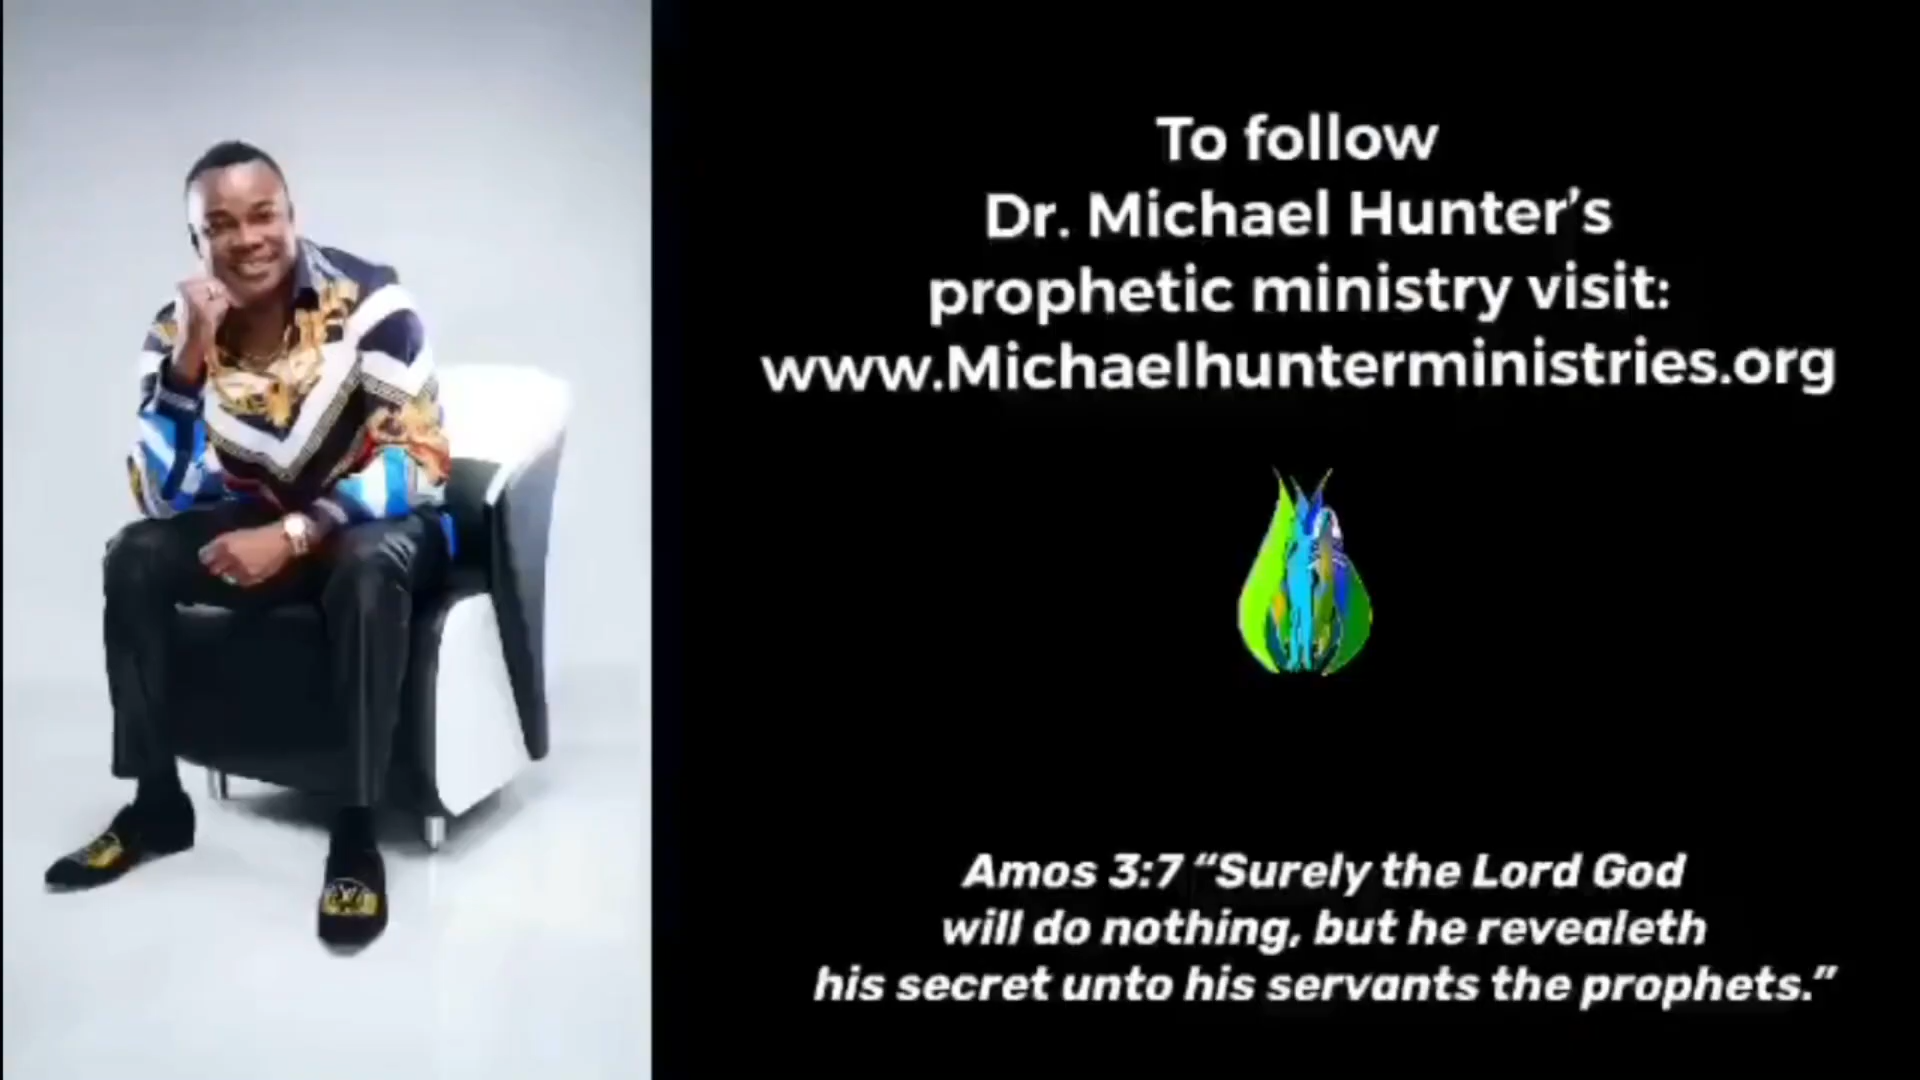 To follow
Dr. Michael Hunter’s
prophetic ministry visit:
www.Michaelhunterministries.org
Amos 3:7 “Surely the Lord God
will do nothing, but he revealeth
his secret unto his servants the prophets.”